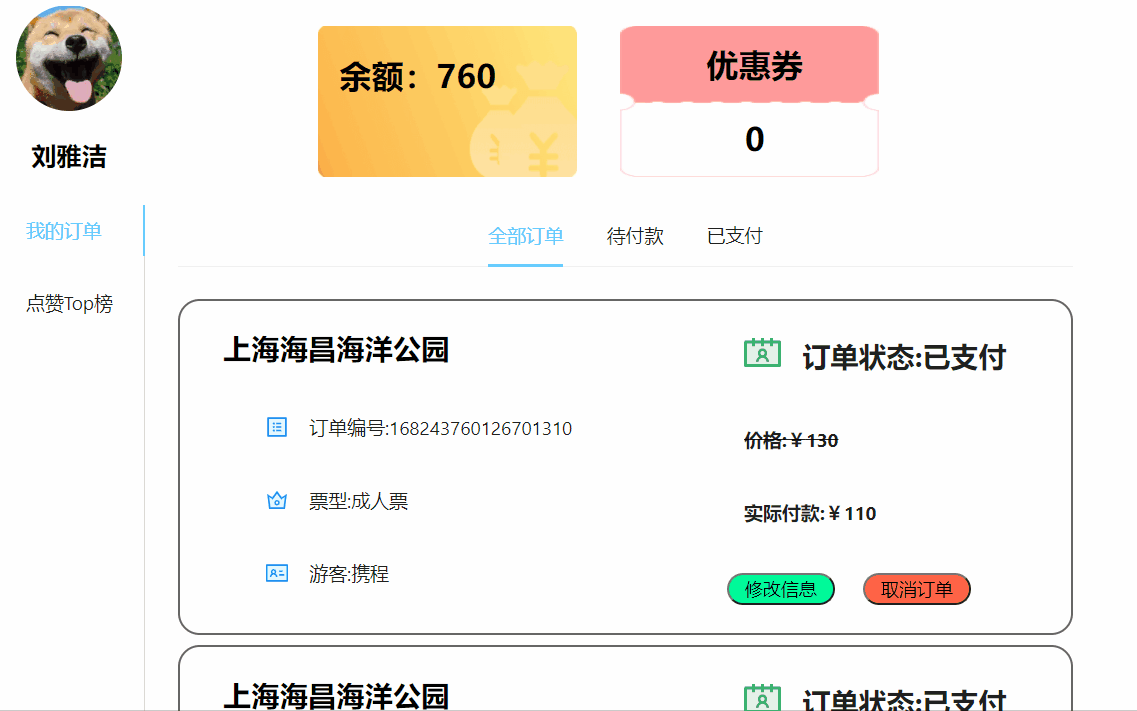 余额：760
优惠券
0
刘雅洁
我的订单
点赞Top榜
全部订单 待付款 已支付
上海海昌海洋公园
订单状态:已支付
订单编号:168243760126701310
价格:￥130
票型:成人票
实际付款:￥110
游客:携程
修改信息 取消订单
上海海昌海洋公园
订单状态:已支付